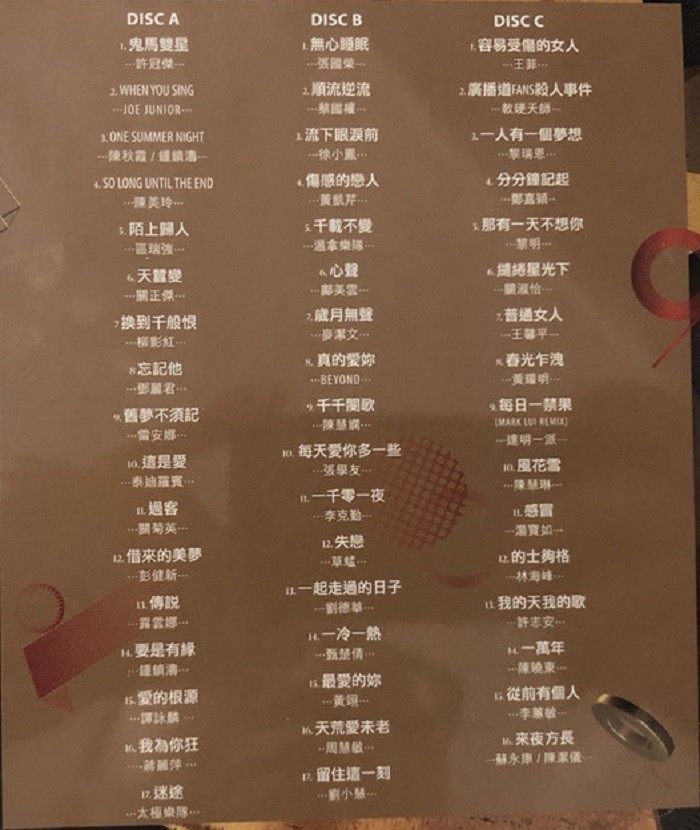 DISC A
1. 鬼馬雙星
···許冠傑···
2. WHEN YOU SING
···JOE JUNIOR···
3. ONE SUMMER NIGHT
···陳秋霞 / 鍾鎮濤···
4. SO LONG UNTIL THE END
···陳美玲···
5. 陌上歸人
···區瑞強···
6. 天蠶變
···關正傑···
7. 換到千般恨
···柳影紅···
8. 忘記他
···鄧麗君···
9. 舊夢不須記
···雷安娜···
10. 這是愛
···泰迪羅賓···
11. 過客
···關菊英···
12. 借來的美夢
···彭健新···
13. 傳說
···露雲娜···
14. 要是有緣
···鍾鎮濤···
15. 愛的根源
···譚詠麟···
16. 我為你狂
···蔣麗萍···
17. 迷途
···太極樂隊···
DISC B
1. 無心睡眠
···張國榮···
2. 順流逆流
···蔡國權···
3. 流下眼淚前
···徐小鳳···
4. 傷感的戀人
···黃凱芹···
5. 千載不變
···溫拿樂隊···
6. 心聲
···鄺美雲···
7. 歲月無聲
···麥潔文···
8. 真的愛妳
···BEYOND···
9. 千千闋歌
···陳慧嫻···
10. 每天愛你多一些
···張學友···
11. 一千零一夜
···李克勤···
12. 失戀
···草蜢···
13. 一起走過的日子
···劉德華···
14. 一冷一熱
···甄楚倩···
15. 最愛的妳
···黃翊···
16. 天荒愛未老
···周慧敏···
17. 留住這一刻
···劉小慧···
DISC C
1. 容易受傷的女人
···王菲···
2. 廣播道FANS殺人事件
···軟硬天師···
3. 一人有一個夢想
···黎瑞恩···
4. 分分鐘記起
···鄭嘉穎···
5. 那有一天不想你
···黎明···
6. 繾綣星光下
···關淑怡···
7. 普通女人
···王馨平···
8. 春光乍洩
···黃耀明···
9. 每日一禁果
(MARK LUI REMIX)
···達明一派···
10. 風花雪
···陳慧琳···
11. 感冒
···湯寶如···
12. 的士夠格
···林海峰···
13. 我的天我的歌
···許志安···
14. 一萬年
···陳曉東···
15. 從前有個人
···李蕙敏···
16. 來夜方長
···蘇永康 / 陳潔儀···